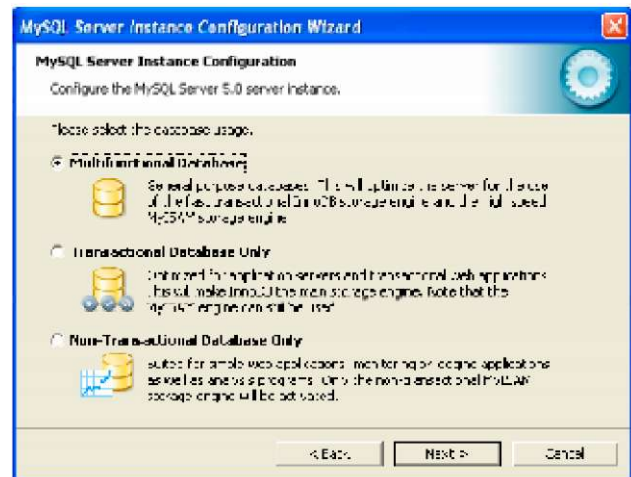 MySQL Server Instance Configuration Wizard
MySQL Server Instance Configuration
Configure the MySQL Server 5.0 server instance.
Please select the database usage.
Multifunctional Database
General purpose databases. This will optimize the server for the use
of the fast transactional InnoDB storage engine and the high speed
MyISAM storage engine.
Transactional Database Only
Optimized for application servers and transactional web applications.
This will make InnoDB the main storage engine. Note that the
MyISAM engine can still be used.
Non-Transactional Database Only
Suited for simple web applications, monitoring or logging applications
as well as analysis programs. Only the non-transactional MyISAM
storage engine will be activated.
< Back
Next >
Cancel